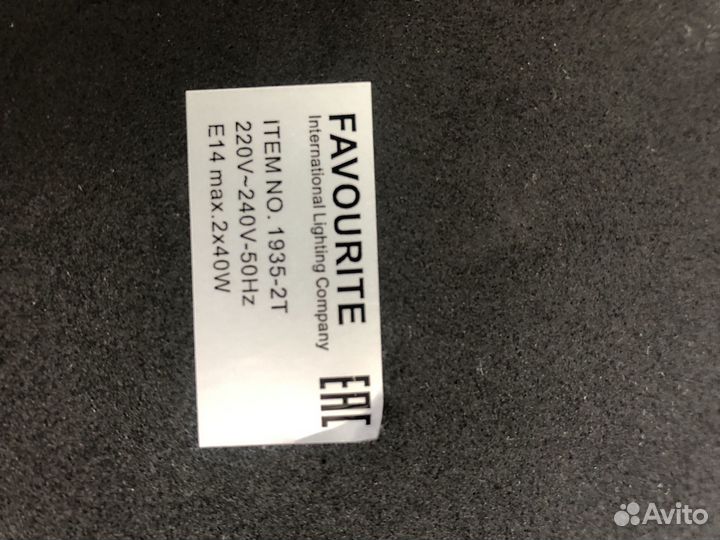 FAVOURITE
International Lighting Company
EAC
ITEM NO. 1935-2T
220V~240V-50Hz
E14 max.2x40W
Avito